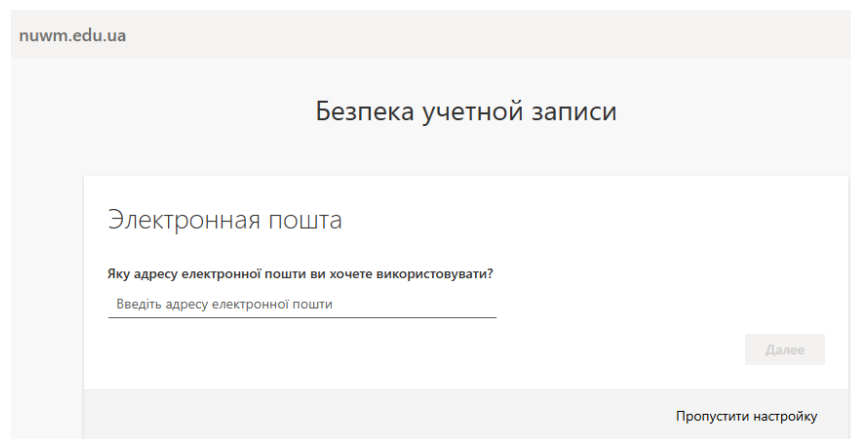 nuwm.edu.ua
Безпека учетной записи
Электронная пошта
Яку адресу електронної пошти ви хочете використовувати?
Введіть адресу електронної пошти
Далее
Пропустити настройку